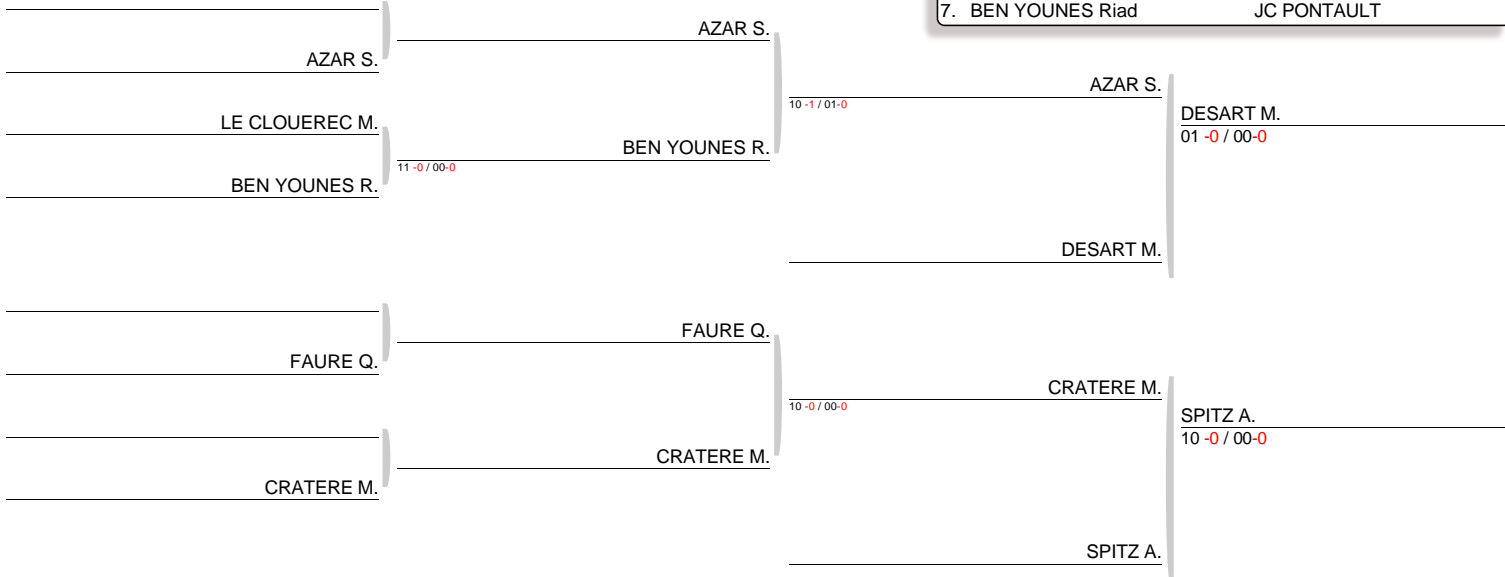 7. BEN YOUNES Riad JC PONTAULT
AZAR S.
AZAR S.
AZAR S.
10 -1 / 01-0
DESART M.
01 -0 / 00-0
LE CLOUEREC M.
BEN YOUNES R.
11 -0 / 00-0
BEN YOUNES R.
DESART M.
FAURE Q.
FAURE Q.
CRATERE M.
10 -0 / 00-0
SPITZ A.
10 -0 / 00-0
CRATERE M.
CRATERE M.
SPITZ A.